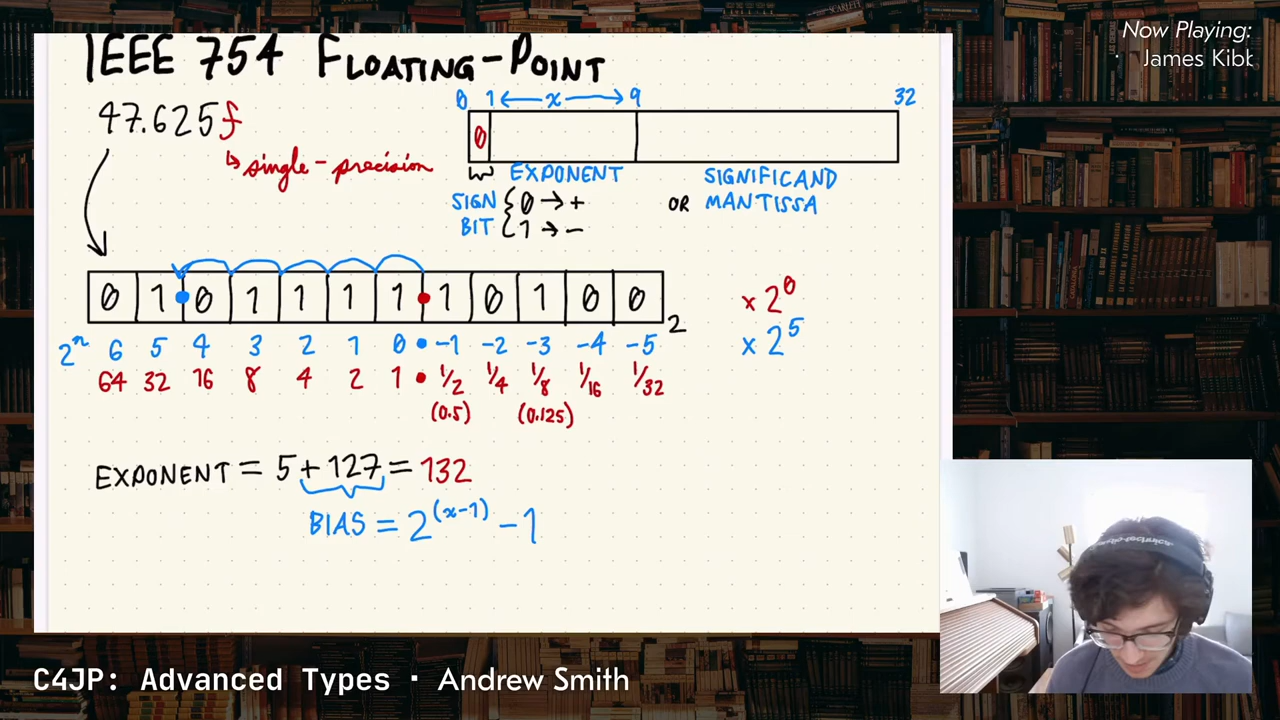 IEEE 754 FLOATING-POINT
Now Playing:
· James Kibb
47.625f
↳ single-precision
0 1 ← x → 9 32
0
EXPONENT
SIGN BIT { 0 → +
1 → −
SIGNIFICAND
OR MANTISSA
0 1 0 1 1 1 1 1 0 1 0 0 2
2ⁿ 6 5 4 3 2 1 0 • -1 -2 -3 -4 -5
64 32 16 8 4 2 1 • 1/2 1/4 1/8 1/16 1/32
(0.5) (0.125)
× 2⁰
× 2⁵
EXPONENT = 5 + 127 = 132
BIAS = 2^(x-1) - 1
audio-technica
C4JP: Advanced Types • Andrew Smith